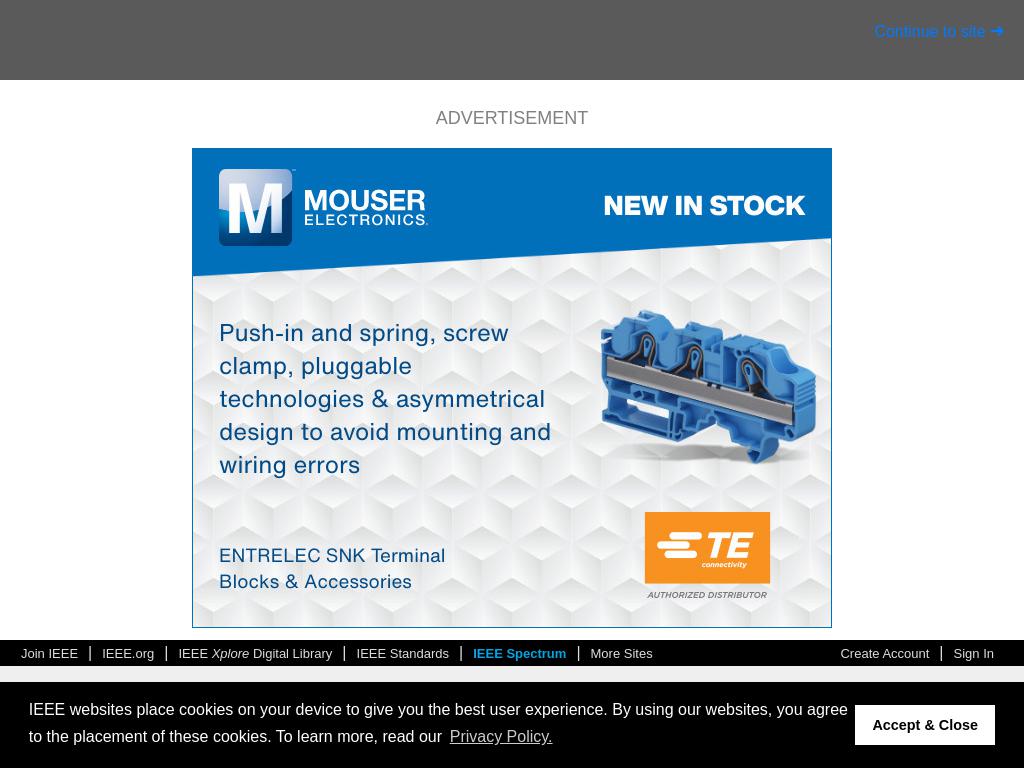 Continue to site ➜
ADVERTISEMENT
M MOUSER
ELECTRONICS
NEW IN STOCK
Push-in and spring, screw
clamp, pluggable
technologies & asymmetrical
design to avoid mounting and
wiring errors
ENTRELEC SNK Terminal
Blocks & Accessories
TE
connectivity
AUTHORIZED DISTRIBUTOR
Join IEEE | IEEE.org | IEEE Xplore Digital Library | IEEE Standards | IEEE Spectrum | More Sites Create Account | Sign In
IEEE websites place cookies on your device to give you the best user experience. By using our websites, you agree
to the placement of these cookies. To learn more, read our Privacy Policy.
Accept & Close